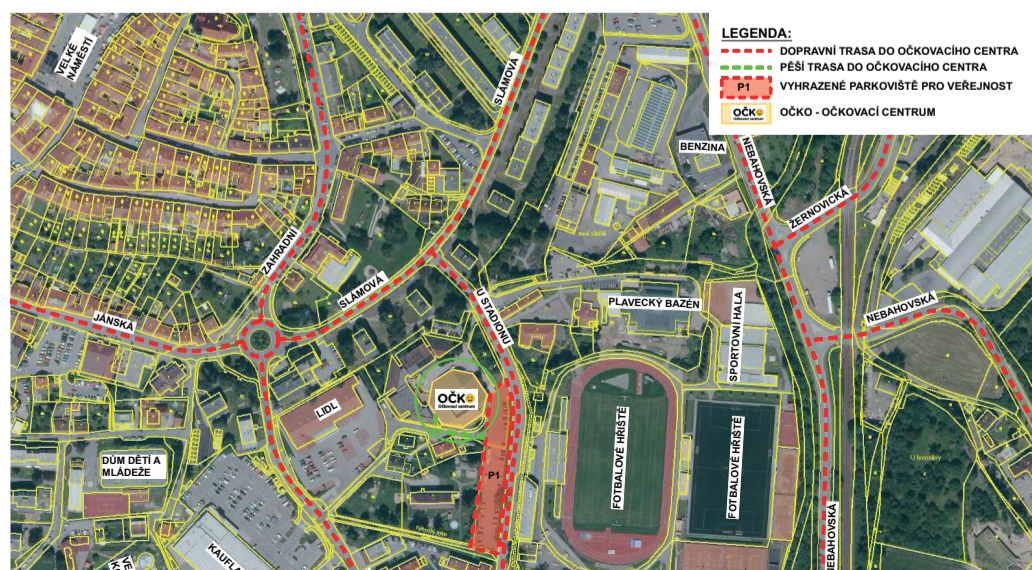 LEGENDA:
DOPRAVNÍ TRASA DO OČKOVACÍHO CENTRA
PĚŠÍ TRASA DO OČKOVACÍHO CENTRA
P1
VYHRAZENÉ PARKOVIŠTĚ PRO VEŘEJNOST
OČKO
Očkovací centrum
OČKO - OČKOVACÍ CENTRUM
VELKÉ
NÁMĚSTÍ
SLÁMOVÁ
BENZINA
NEBAHOVSKÁ
ŽERNOVICKÁ
ZAHRADNÍ
SLÁMOVÁ
U STADIONU
PLAVECKÝ BAZÉN
SPORTOVNÍ HALA
NEBAHOVSKÁ
JÁNSKÁ
LIDL
OČKO
Očkovací centrum
FOTBALOVÉ HŘIŠTĚ
FOTBALOVÉ HŘIŠTĚ
DŮM DĚTÍ A
MLÁDEŽE
P1
KAUFLA
NEBAHOVSKÁ